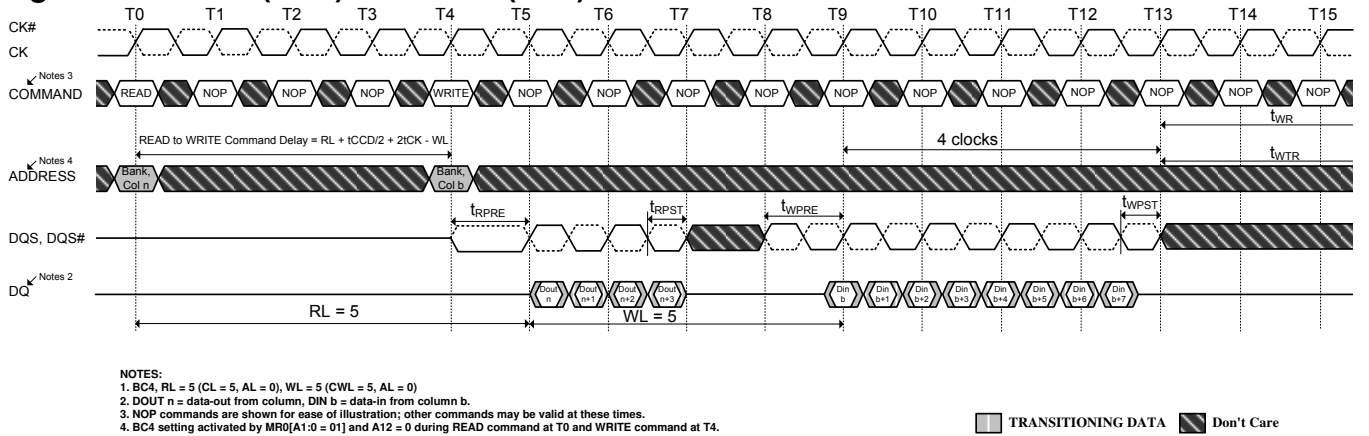 T0 T1 T2 T3 T4 T5 T6 T7 T8 T9 T10 T11 T12 T13 T14 T15
CK#
CK
Notes 3
COMMAND
READ NOP NOP NOP WRITE NOP NOP NOP NOP NOP NOP NOP NOP NOP NOP NOP
tWR
READ to WRITE Command Delay = RL + tCCD/2 + 2tCK - WL
4 clocks
tWTR
Notes 4
ADDRESS
Bank, Col n
Bank, Col b
tRPRE tRPST tWPRE tWPST
DQS, DQS#
Notes 2
DQ
Dout n
Dout n+1
Dout n+2
Dout n+3
Din b
Din b+1
Din b+2
Din b+3
Din b+4
Din b+5
Din b+6
Din b+7
RL = 5
WL = 5
NOTES:
1. BC4, RL = 5 (CL = 5, AL = 0), WL = 5 (CWL = 5, AL = 0)
2. DOUT n = data-out from column, DIN b = data-in from column b.
3. NOP commands are shown for ease of illustration; other commands may be valid at these times.
4. BC4 setting activated by MR0[A1:0 = 01] and A12 = 0 during READ command at T0 and WRITE command at T4.
TRANSITIONING DATA
Don't Care